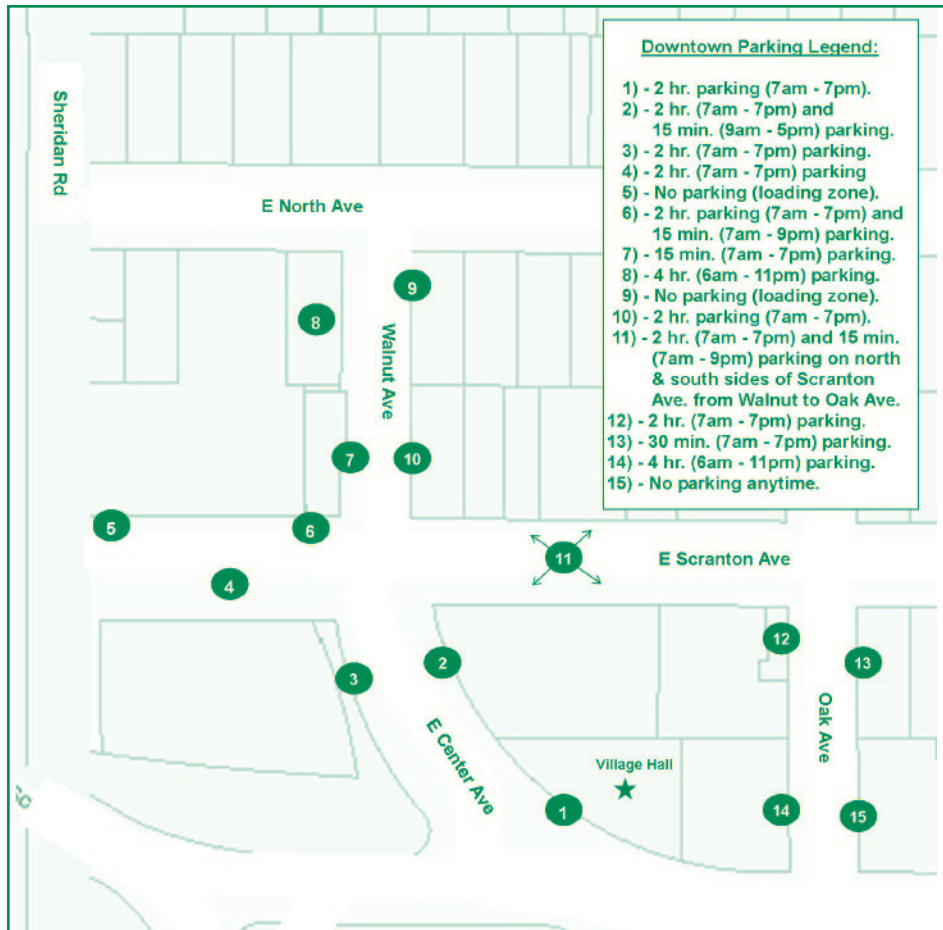 Downtown Parking Legend:
1) - 2 hr. parking (7am - 7pm).
2) - 2 hr. (7am - 7pm) and
15 min. (9am - 5pm) parking.
3) - 2 hr. (7am - 7pm) parking.
4) - 2 hr. (7am - 7pm) parking
5) - No parking (loading zone).
6) - 2 hr. parking (7am - 7pm) and
15 min. (7am - 9pm) parking.
7) - 15 min. (7am - 7pm) parking.
8) - 4 hr. (6am - 11pm) parking.
9) - No parking (loading zone).
10) - 2 hr. parking (7am - 7pm).
11) - 2 hr. (7am - 7pm) and 15 min.
(7am - 9pm) parking on north
& south sides of Scranton
Ave. from Walnut to Oak Ave.
12) - 2 hr. (7am - 7pm) parking.
13) - 30 min. (7am - 7pm) parking.
14) - 4 hr. (6am - 11pm) parking.
15) - No parking anytime.
Sheridan Rd
E North Ave
9
8
Walnut Ave
7
10
5
6
11
E Scranton Ave
4
12
2
13
3
Oak Ave
E Center Ave
Village Hall
1
14
15